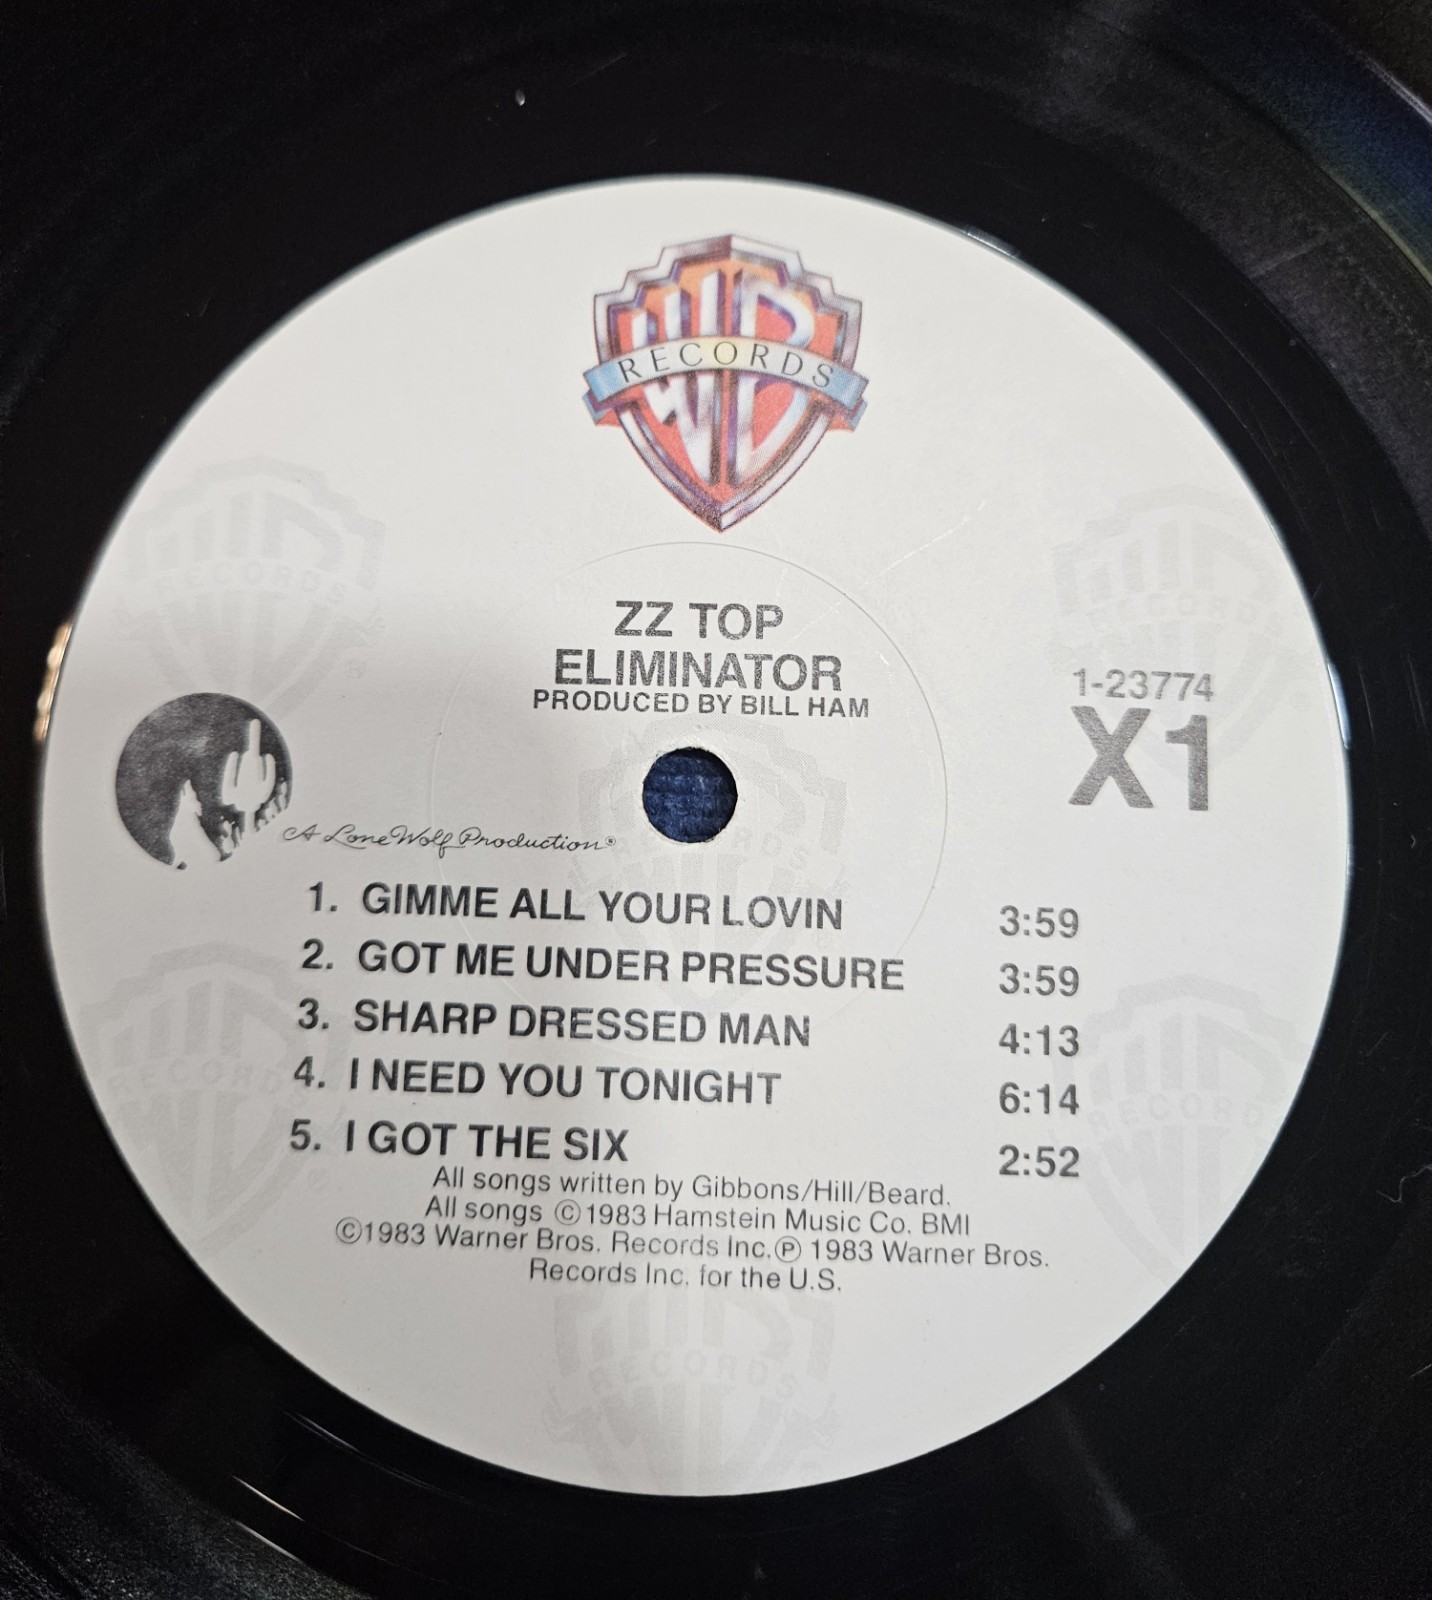 WB
RECORDS
ZZ TOP
ELIMINATOR
PRODUCED BY BILL HAM
1-23774
X1
A Lone Wolf Production®
1. GIMME ALL YOUR LOVIN 3:59
2. GOT ME UNDER PRESSURE 3:59
3. SHARP DRESSED MAN 4:13
4. I NEED YOU TONIGHT 6:14
5. I GOT THE SIX 2:52
All songs written by Gibbons/Hill/Beard.
All songs ©1983 Hamstein Music Co. BMI
©1983 Warner Bros. Records Inc.℗ 1983 Warner Bros.
Records Inc. for the U.S.